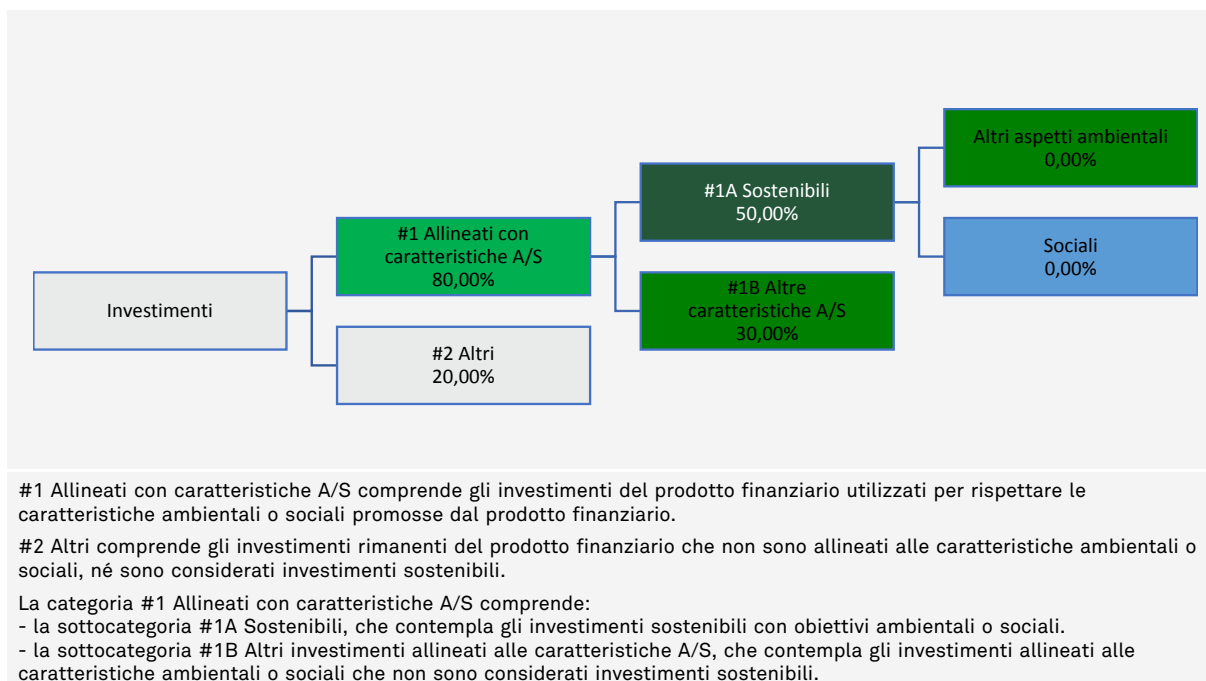 Investimenti
#1 Allineati con
caratteristiche A/S
80,00%
#2 Altri
20,00%
#1A Sostenibili
50,00%
#1B Altre
caratteristiche A/S
30,00%
Altri aspetti ambientali
0,00%
Sociali
0,00%
#1 Allineati con caratteristiche A/S comprende gli investimenti del prodotto finanziario utilizzati per rispettare le
caratteristiche ambientali o sociali promosse dal prodotto finanziario.
#2 Altri comprende gli investimenti rimanenti del prodotto finanziario che non sono allineati alle caratteristiche ambientali o
sociali, né sono considerati investimenti sostenibili.
La categoria #1 Allineati con caratteristiche A/S comprende:
- la sottocategoria #1A Sostenibili, che contempla gli investimenti sostenibili con obiettivi ambientali o sociali.
- la sottocategoria #1B Altri investimenti allineati alle caratteristiche A/S, che contempla gli investimenti allineati alle
caratteristiche ambientali o sociali che non sono considerati investimenti sostenibili.